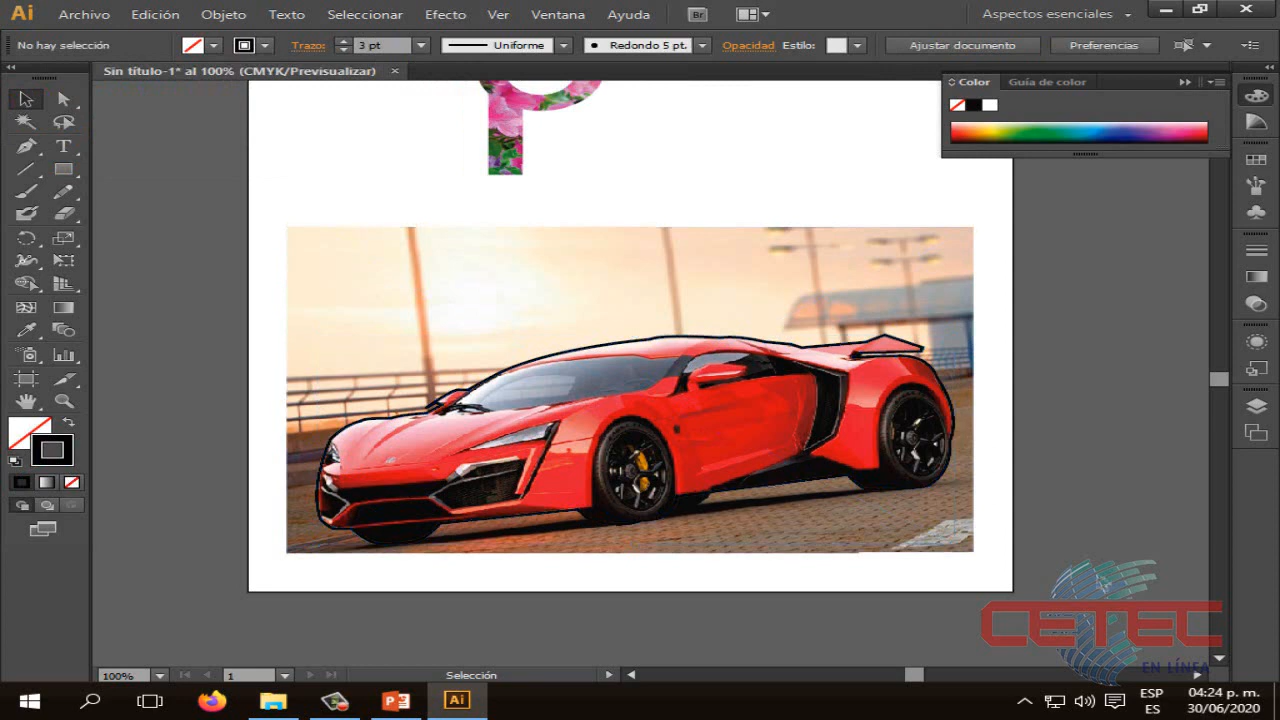 Ai Archivo Edición Objeto Texto Seleccionar Efecto Ver Ventana Ayuda Br Aspectos esenciales
No hay selección Trazo: 3 pt Uniforme Redondo 5 pt. Opacidad Estilo: Ajustar documento Preferencias
Sin título-1* al 100% (CMYK/Previsualizar) ×
Color Guía de color
T
100% 1 Selección
CETEC
EN LÍNEA
Ai
ESP
ES
04:24 p. m.
30/06/2020